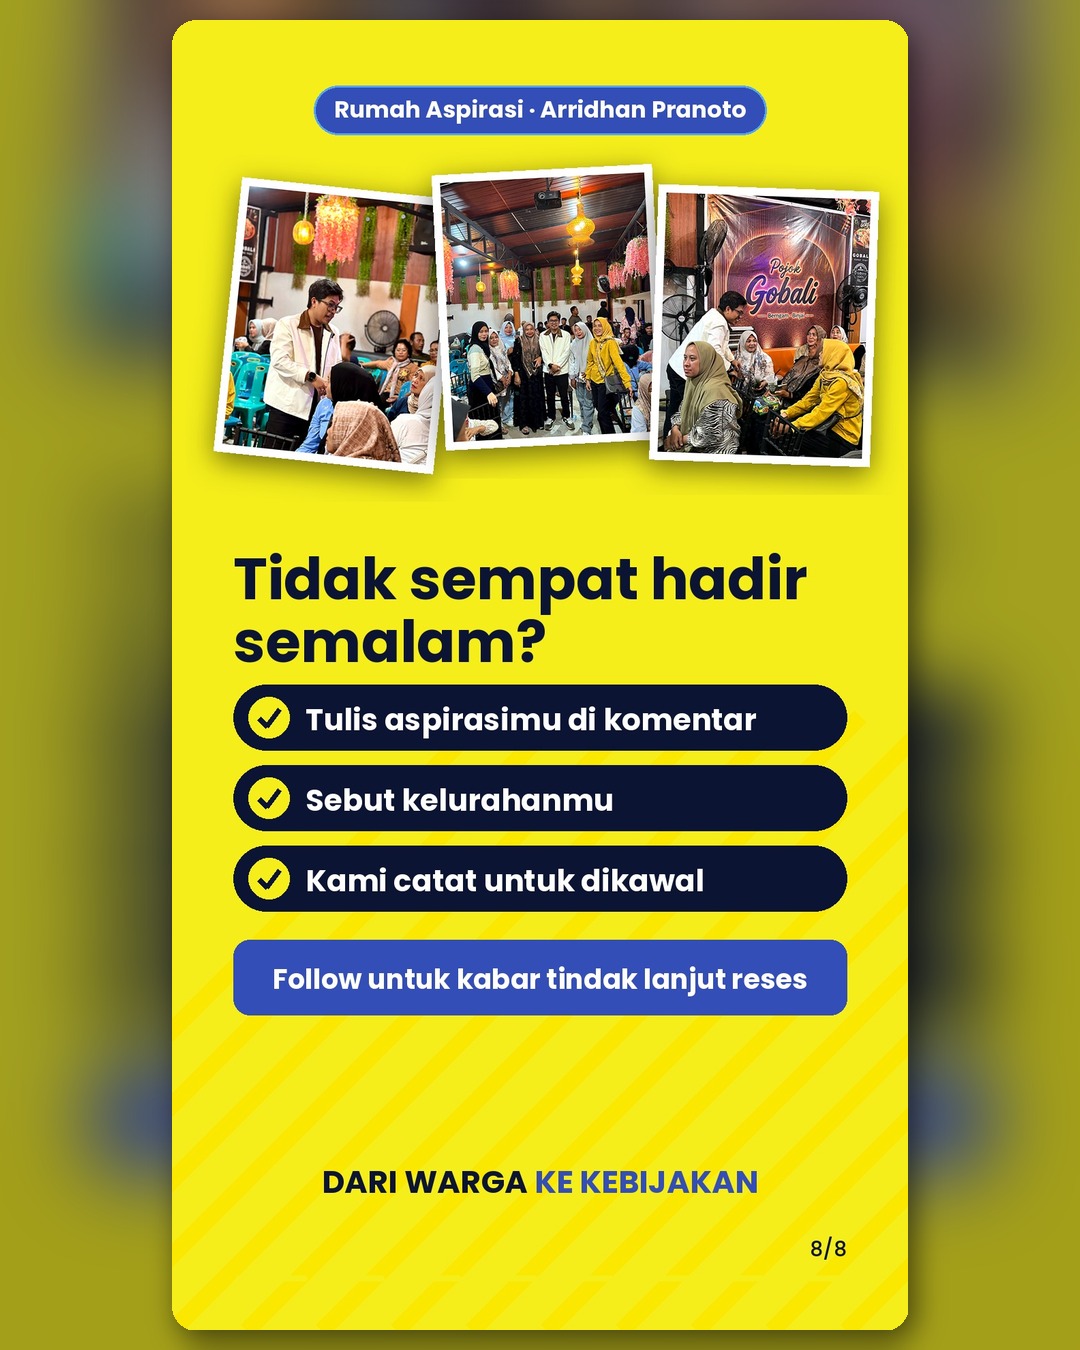 Rumah Aspirasi · Arridhan Pranoto
Pojok
Gobali
GOBALI
Tidak sempat hadir
semalam?
Tulis aspirasimu di komentar
Sebut kelurahanmu
Kami catat untuk dikawal
Follow untuk kabar tindak lanjut reses
DARI WARGA KE KEBIJAKAN
8/8